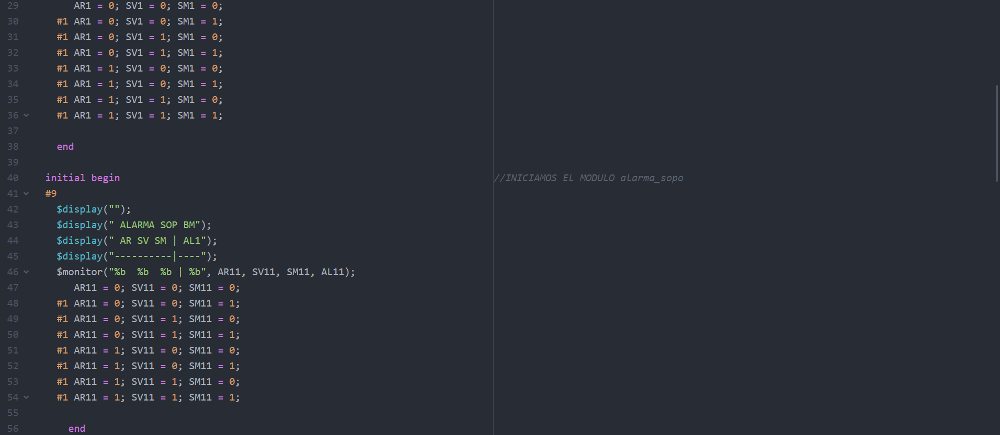 29 AR1 = 0; SV1 = 0; SM1 = 0;
30 #1 AR1 = 0; SV1 = 0; SM1 = 1;
31 #1 AR1 = 0; SV1 = 1; SM1 = 0;
32 #1 AR1 = 0; SV1 = 1; SM1 = 1;
33 #1 AR1 = 1; SV1 = 0; SM1 = 0;
34 #1 AR1 = 1; SV1 = 0; SM1 = 1;
35 #1 AR1 = 1; SV1 = 1; SM1 = 0;
36 #1 AR1 = 1; SV1 = 1; SM1 = 1;
37
38 end
39
40 initial begin //INICIAMOS EL MODULO alarma_sopo
41 #9
42 $display("");
43 $display(" ALARMA SOP BM");
44 $display(" AR SV SM | AL1");
45 $display("----------|----");
46 $monitor("%b  %b  %b | %b", AR11, SV11, SM11, AL11);
47 AR11 = 0; SV11 = 0; SM11 = 0;
48 #1 AR11 = 0; SV11 = 0; SM11 = 1;
49 #1 AR11 = 0; SV11 = 1; SM11 = 0;
50 #1 AR11 = 0; SV11 = 1; SM11 = 1;
51 #1 AR11 = 1; SV11 = 0; SM11 = 0;
52 #1 AR11 = 1; SV11 = 0; SM11 = 1;
53 #1 AR11 = 1; SV11 = 1; SM11 = 0;
54 #1 AR11 = 1; SV11 = 1; SM11 = 1;
55
56 end